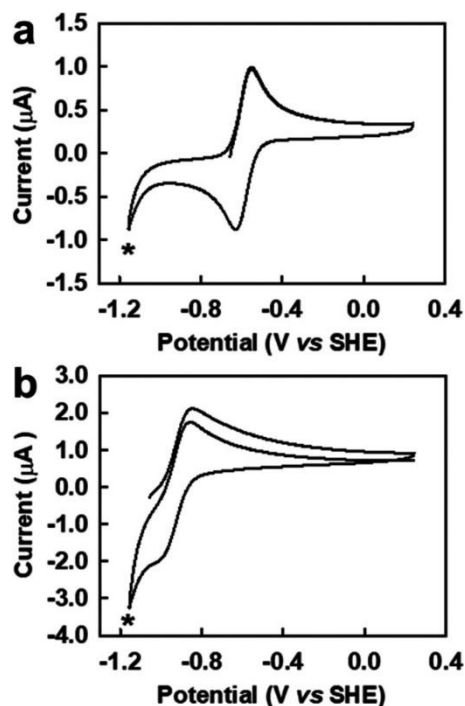 a
1.5
1.0
0.5
0.0
-0.5
-1.0
-1.5
Current (µA)
*
-1.2 -0.8 -0.4 0.0 0.4
Potential (V vs SHE)
b
3.0
2.0
1.0
0.0
-1.0
-2.0
-3.0
-4.0
Current (µA )
*
-1.2 -0.8 -0.4 0.0 0.4
Potential (V vs SHE)